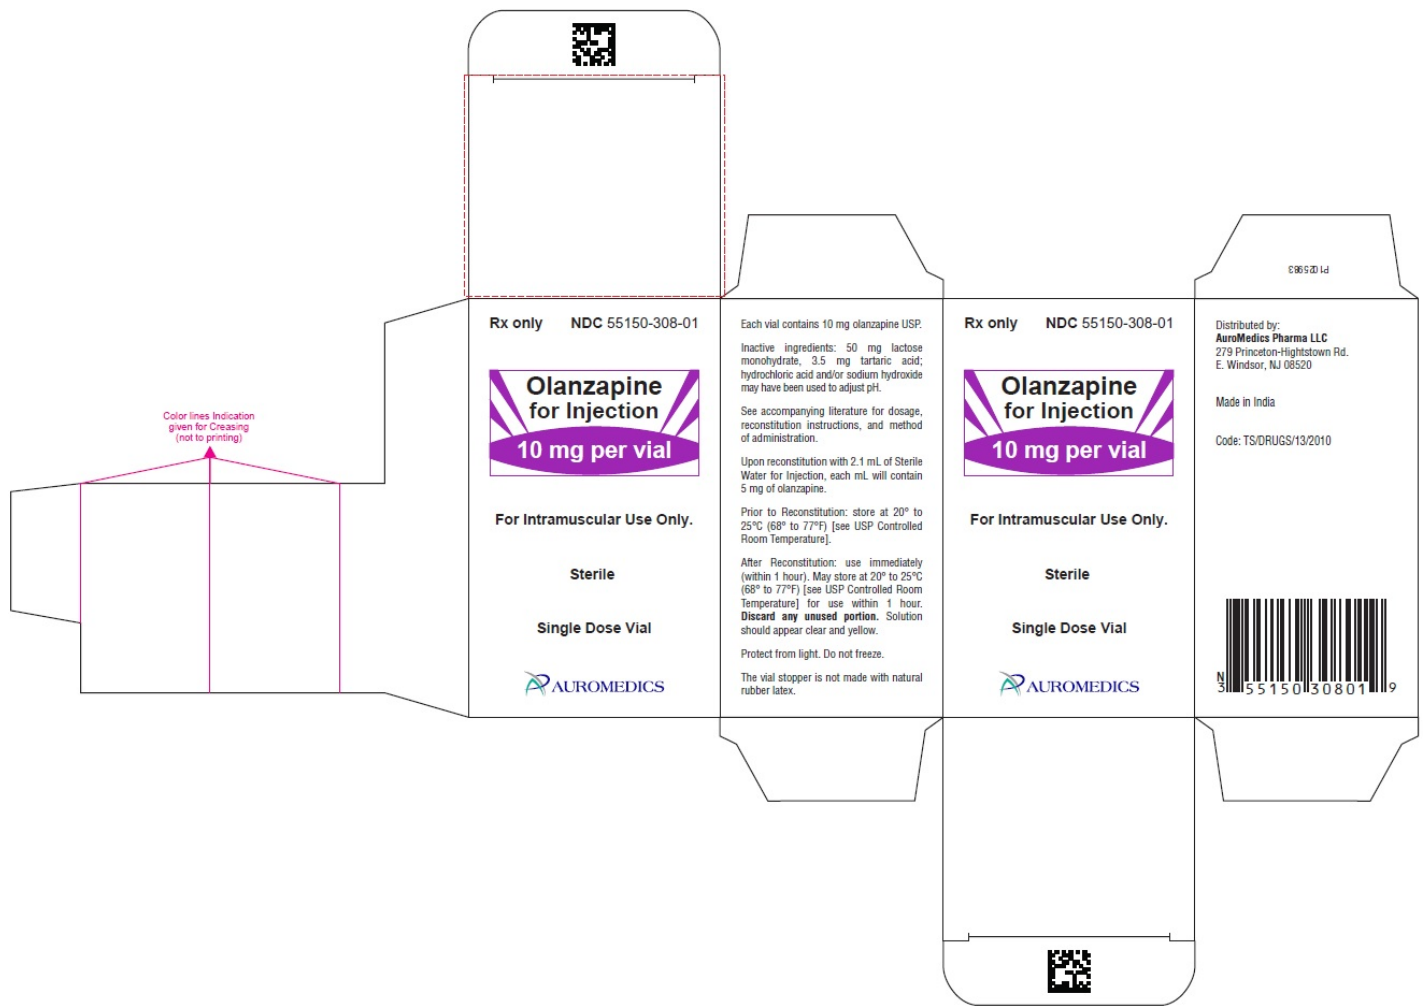 Color lines Indication
given for Creasing
(not to printing)
Rx only NDC 55150-308-01
Olanzapine
for Injection
10 mg per vial
For Intramuscular Use Only.
Sterile
Single Dose Vial
AUROMEDICS
Each vial contains 10 mg olanzapine USP.
Inactive ingredients: 50 mg lactose
monohydrate, 3.5 mg tartaric acid;
hydrochloric acid and/or sodium hydroxide
may have been used to adjust pH.
See accompanying literature for dosage,
reconstitution instructions, and method
of administration.
Upon reconstitution with 2.1 mL of Sterile
Water for Injection, each mL will contain
5 mg of olanzapine.
Prior to Reconstitution: store at 20° to
25°C (68° to 77°F) [see USP Controlled
Room Temperature].
After Reconstitution: use immediately
(within 1 hour). May store at 20° to 25°C
(68° to 77°F) [see USP Controlled Room
Temperature] for use within 1 hour.
Discard any unused portion. Solution
should appear clear and yellow.
Protect from light. Do not freeze.
The vial stopper is not made with natural
rubber latex.
Rx only NDC 55150-308-01
Olanzapine
for Injection
10 mg per vial
For Intramuscular Use Only.
Sterile
Single Dose Vial
AUROMEDICS
P1025983
Distributed by:
AuroMedics Pharma LLC
279 Princeton-Hightstown Rd.
E. Windsor, NJ 08520
Made in India
Code: TS/DRUGS/13/2010
N
3 55150 30801 9